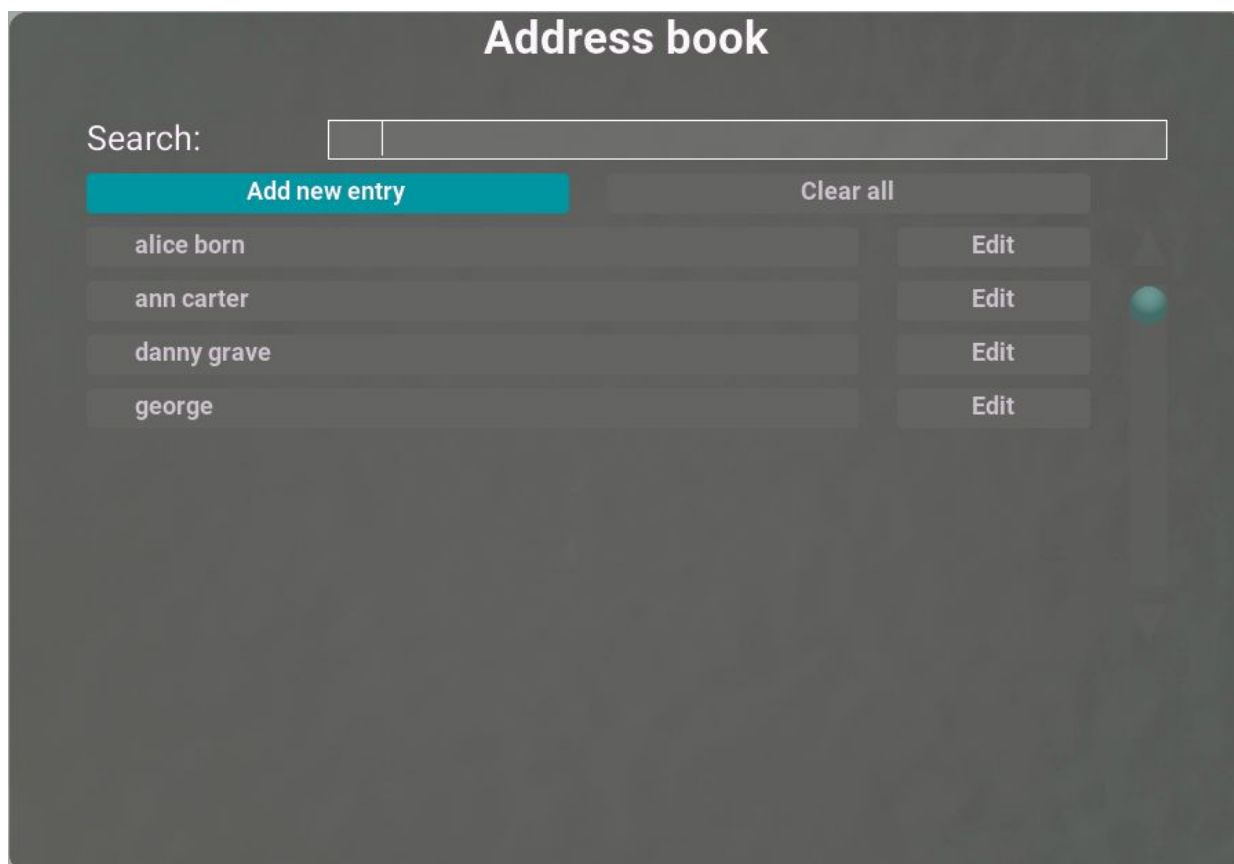 Address book
Search:
Add new entry Clear all
alice born Edit
ann carter Edit
danny grave Edit
george Edit